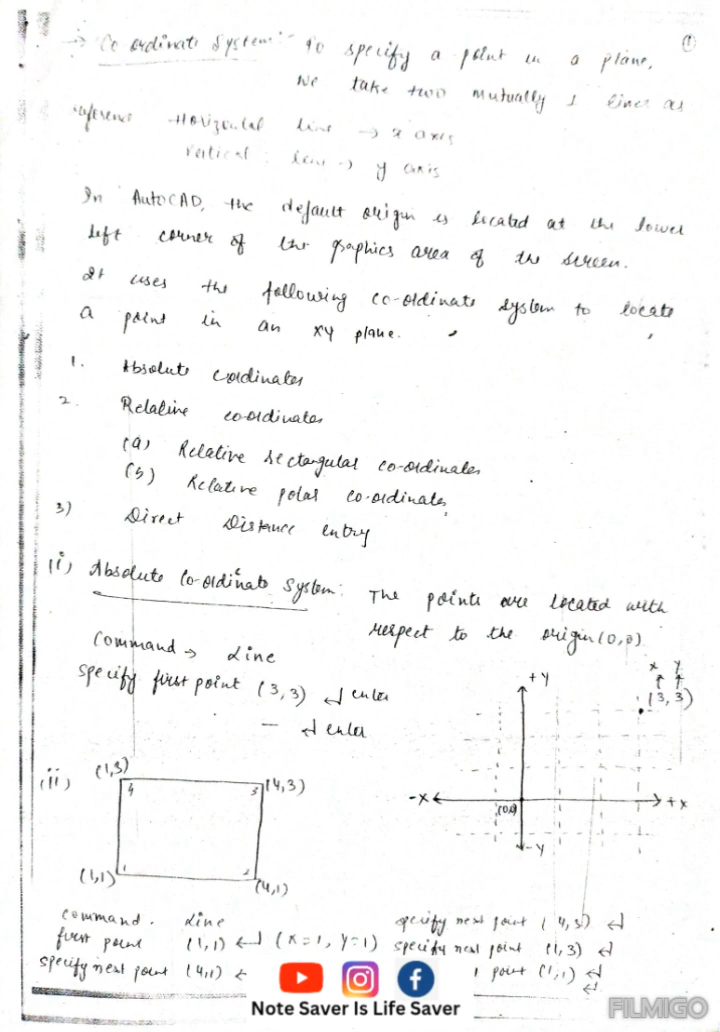 (1)
→ Co ordinate System:- To specify a point in a plane,
we take two mutually ⊥ lines as
reference Horizontal line → x axis
vertical line → y axis
In AutoCAD, the default origin is located at the lower
left corner of the graphics area of the screen.
It uses the following co-ordinate system to locate
a point in an xy plane.
1. Absolute coordinates
2. Relative co-ordinates
(a) Relative rectangular co-ordinates
(b) Relative polar co-ordinates
3) Direct Distance entry
(i) Absolute Co-ordinate System: The points are located with
respect to the origin (0,0)
Command → Line
specify first point (3,3) ↲ enter
— ↲ enter
x y
↑ ↑
(3,3)
+Y
-X
(0,0)
+X
-Y
(ii) (1,3)
4 3 (4,3)
1 2
(1,1) (4,1)
Command. Line
first point (1,1) ↲ (x=1, y=1)
specify next point (4,1) ↲
specify next point (4,3) ↲
specify next point (1,3) ↲
point (1,1) ↲
↲
Note Saver Is Life Saver
FILMIGO